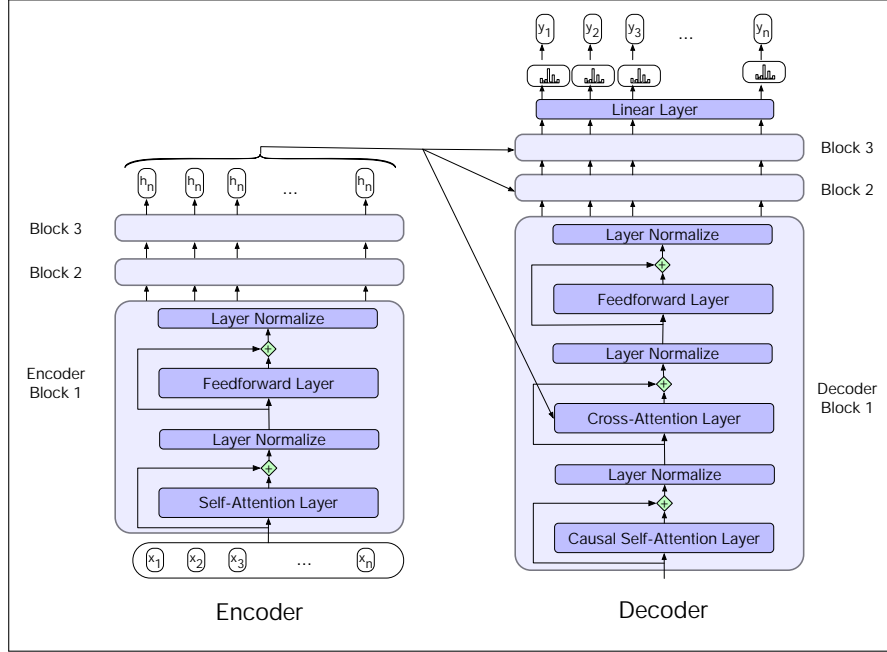 y1 y2 y3 ... yn
Linear Layer
Block 3
Block 2
Layer Normalize
+
Feedforward Layer
Layer Normalize
+
Cross-Attention Layer
Layer Normalize
+
Causal Self-Attention Layer
Decoder
Block 1
Decoder
hn hn hn ... hn
Block 3
Block 2
Layer Normalize
+
Feedforward Layer
Layer Normalize
+
Self-Attention Layer
Encoder
Block 1
x1 x2 x3 ... xn
Encoder